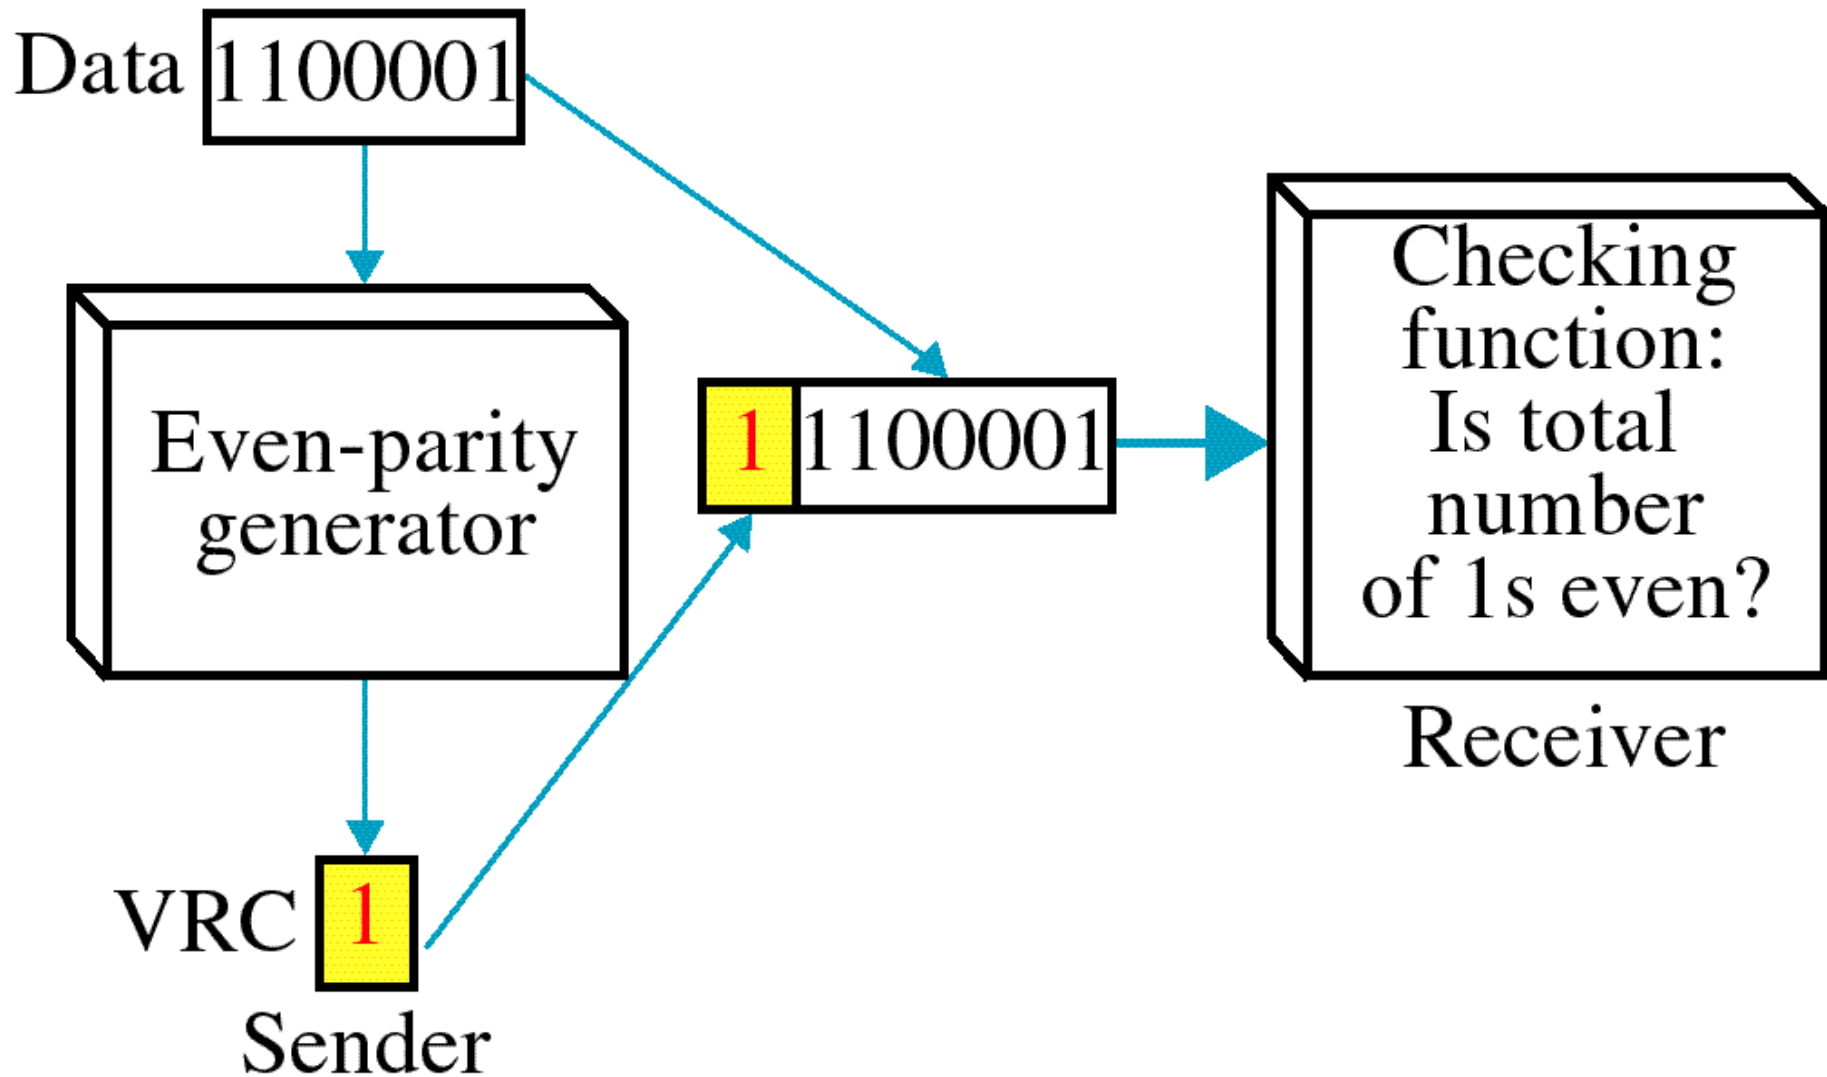 Data 1100001
Even-parity
generator
VRC 1
Sender
1 1100001
Checking
function:
Is total
number
of 1s even?
Receiver